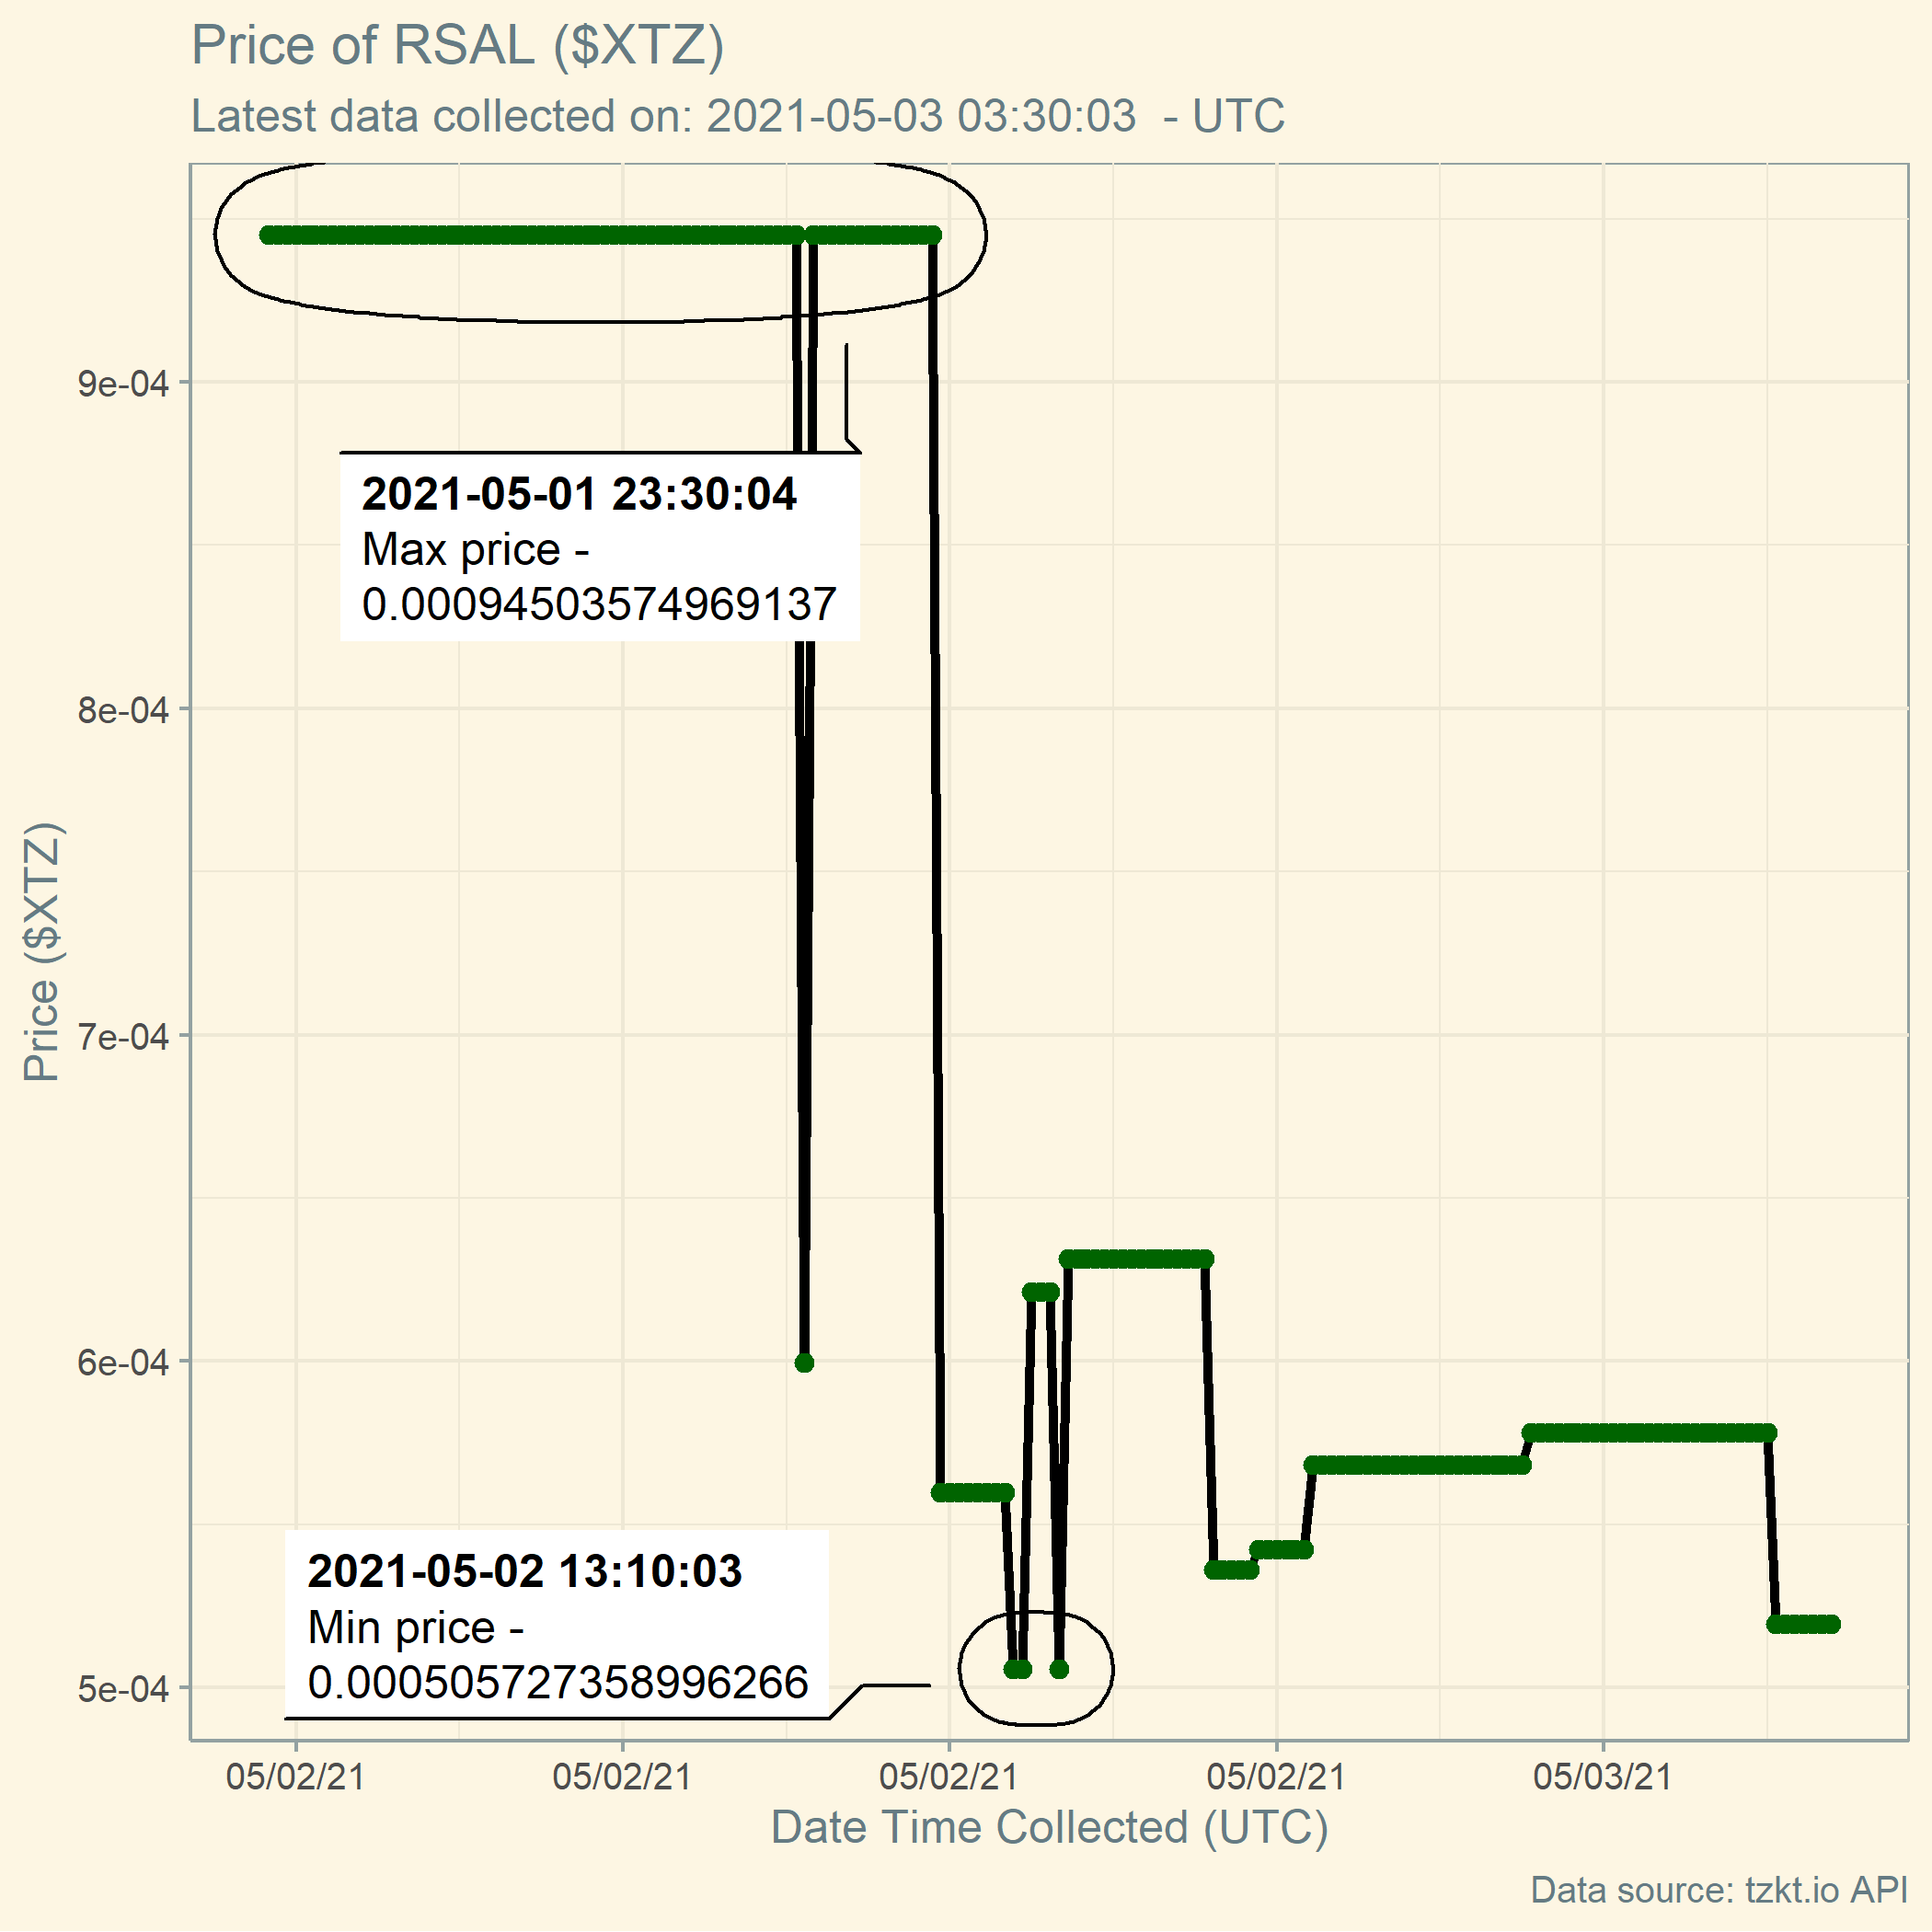 Price of RSAL ($XTZ)
Latest data collected on: 2021-05-03 03:30:03  - UTC
9e-04
8e-04
7e-04
6e-04
5e-04
Price ($XTZ)
2021-05-01 23:30:04
Max price -
0.00094503574969137
2021-05-02 13:10:03
Min price -
0.000505727358996266
05/02/21
05/02/21
05/02/21
05/02/21
05/03/21
Date Time Collected (UTC)
Data source: tzkt.io API